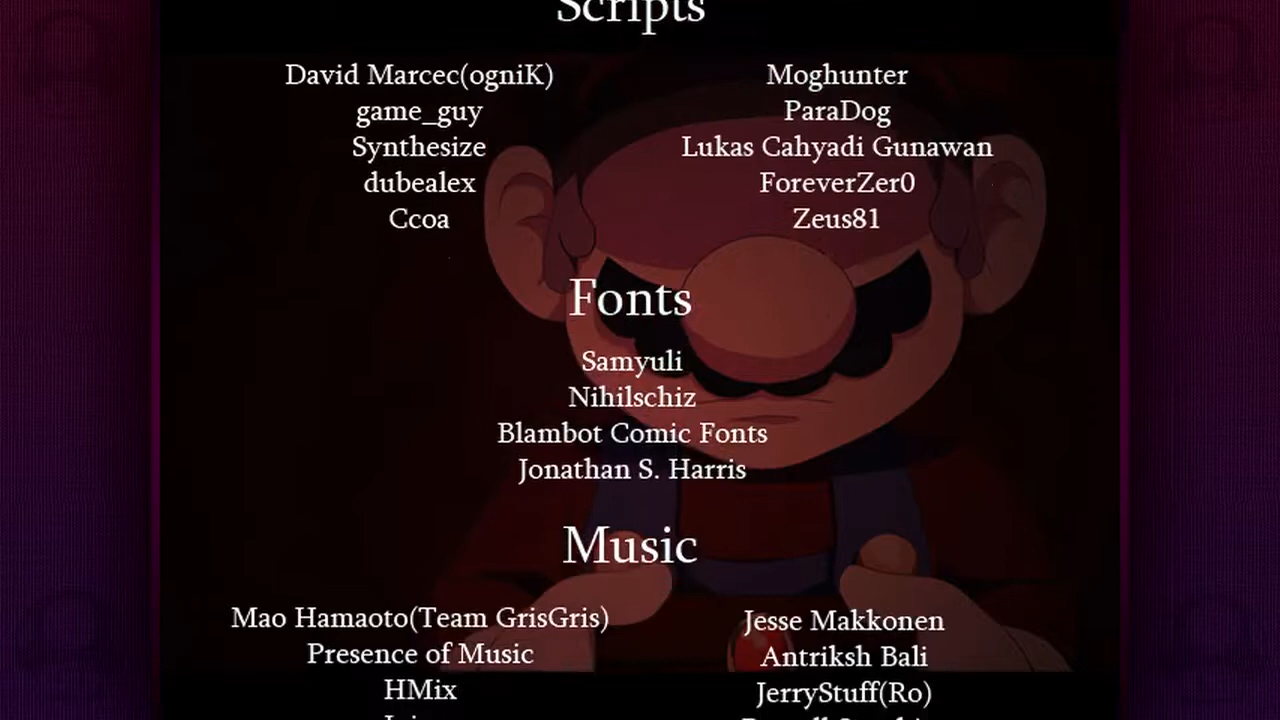 Scripts
David Marcec(ogniK)
game_guy
Synthesize
dubealex
Ccoa
Moghunter
ParaDog
Lukas Cahyadi Gunawan
ForeverZer0
Zeus81
Fonts
Samyuli
Nihilschiz
Blambot Comic Fonts
Jonathan S. Harris
Music
Mao Hamaoto(Team GrisGris)
Presence of Music
HMix
Jesse Makkonen
Antriksh Bali
JerryStuff(Ro)